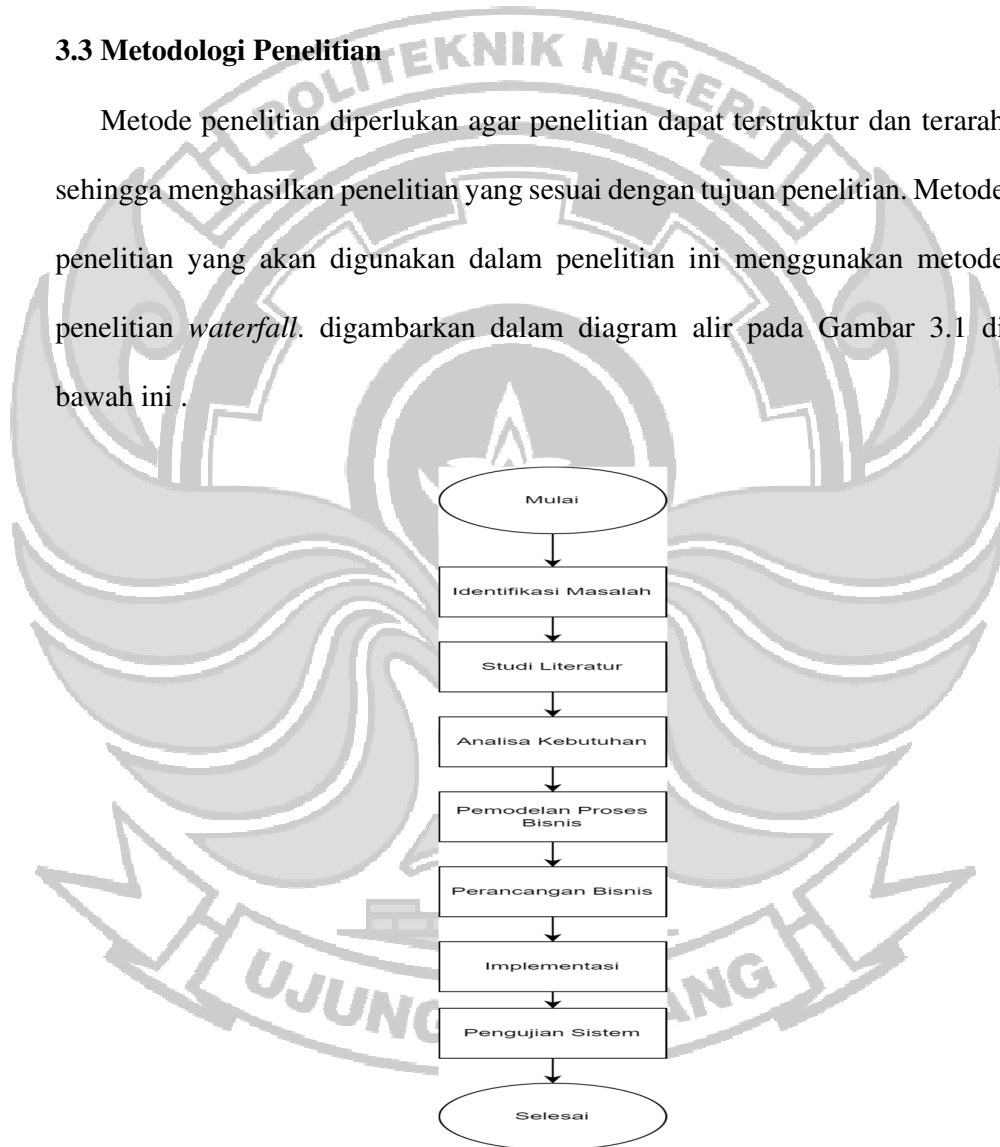 3.3 Metodologi Penelitian
POLITEKNIK NEGERI
Metode penelitian diperlukan agar penelitian dapat terstruktur dan terarah
sehingga menghasilkan penelitian yang sesuai dengan tujuan penelitian. Metode
penelitian yang akan digunakan dalam penelitian ini menggunakan metode
penelitian waterfall. digambarkan dalam diagram alir pada Gambar 3.1 di
bawah ini .
Mulai
Identifikasi Masalah
Studi Literatur
Analisa Kebutuhan
Pemodelan Proses
Bisnis
Perancangan Bisnis
Implementasi
Pengujian Sistem
Selesai
UJUNG